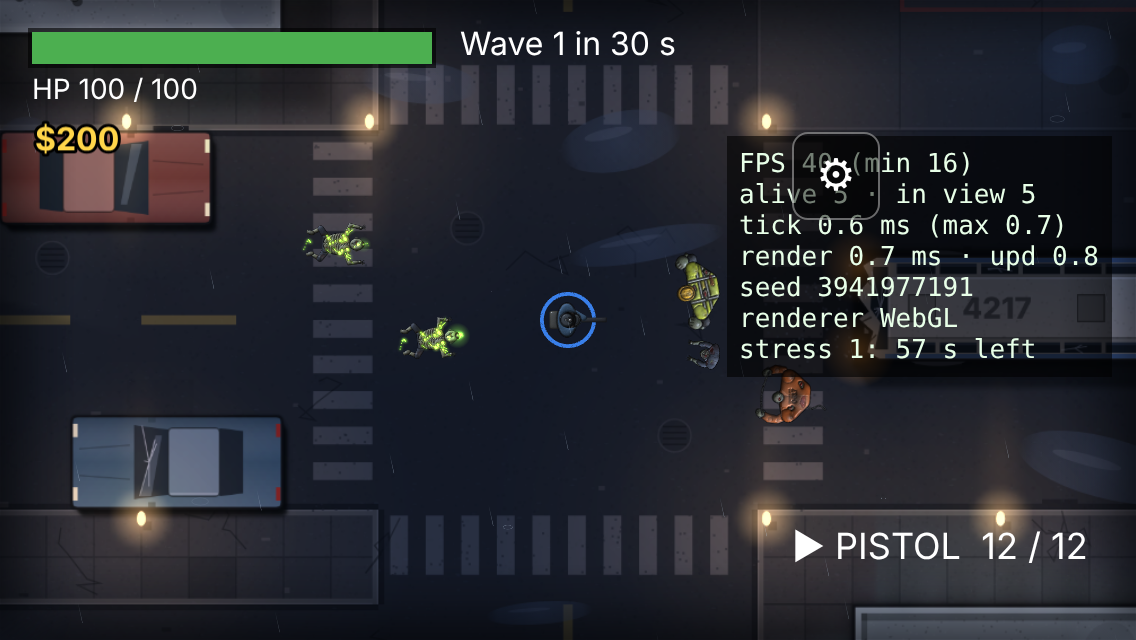 Wave 1 in 30 s
HP 100 / 100
$200
FPS 40 (min 16)
alive 5 · in view 5
tick 0.6 ms (max 0.7)
render 0.7 ms · upd 0.8
seed 3941977191
renderer WebGL
stress 1: 57 s left
4217
▶ PISTOL 12 / 12